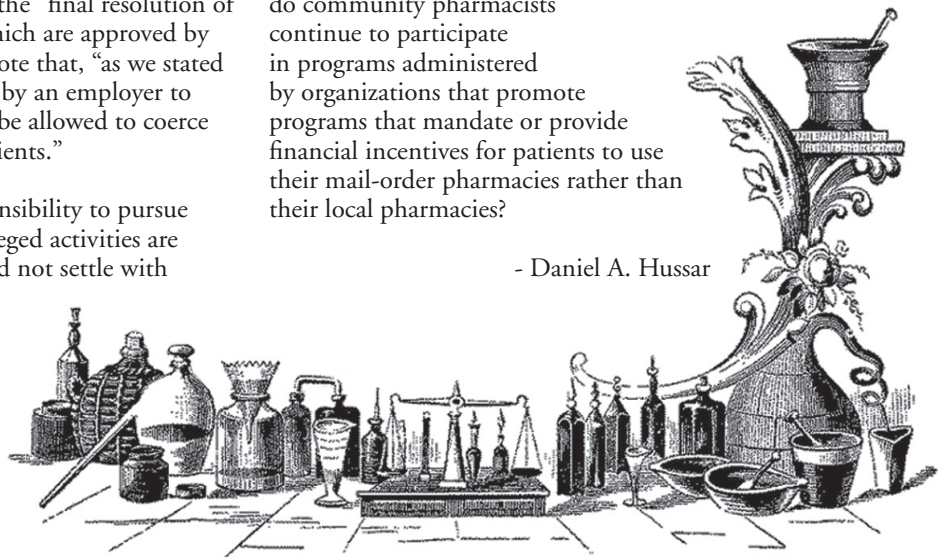 the "final resolution of
hich are approved by
ote that, "as we stated
by an employer to
be allowed to coerce
ients."
nsibility to pursue
eged activities are
d not settle with
do community pharmacists
continue to participate
in programs administered
by organizations that promote
programs that mandate or provide
financial incentives for patients to use
their mail-order pharmacies rather than
their local pharmacies?
- Daniel A. Hussar